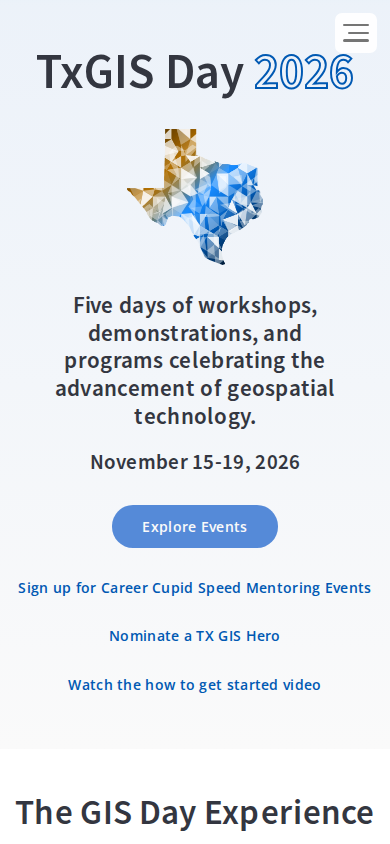 TxGIS Day 2026
Five days of workshops,
demonstrations, and
programs celebrating the
advancement of geospatial
technology.
November 15-19, 2026
Explore Events
Sign up for Career Cupid Speed Mentoring Events
Nominate a TX GIS Hero
Watch the how to get started video
The GIS Day Experience